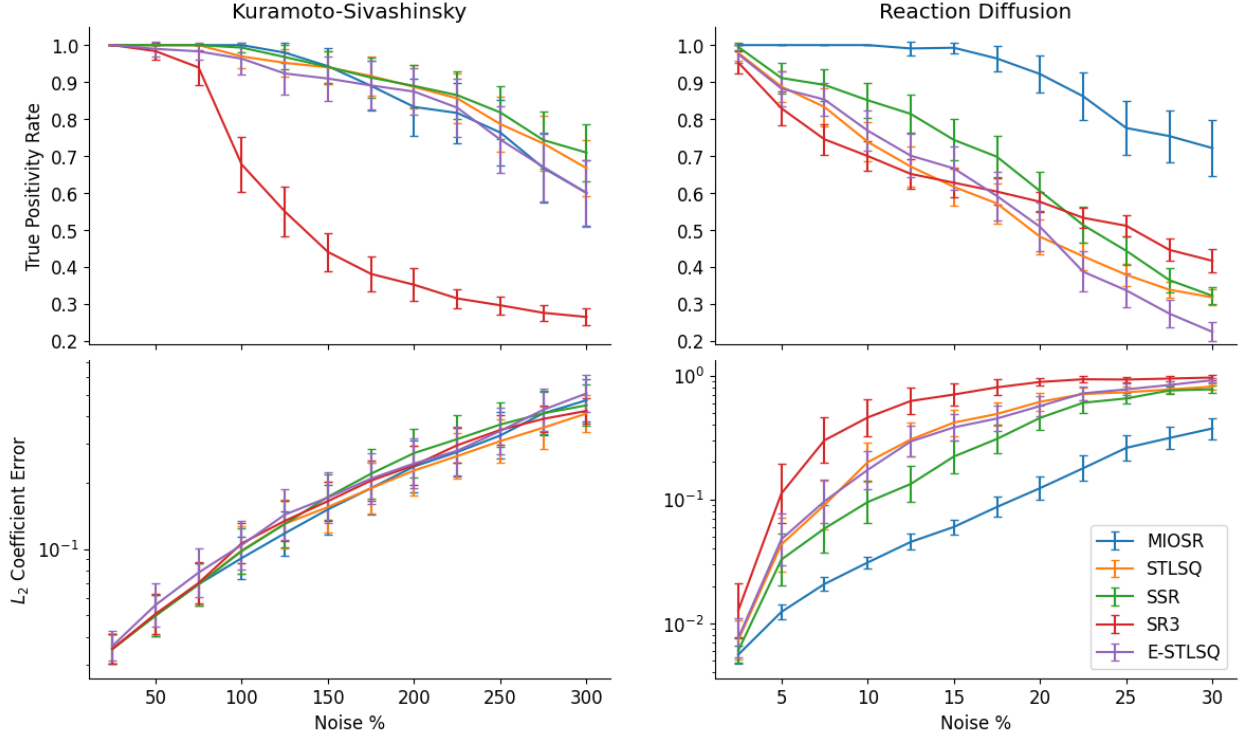 Kuramoto-Sivashinsky
Reaction Diffusion
True Positivity Rate
1.0
0.9
0.8
0.7
0.6
0.5
0.4
0.3
0.2
1.0
0.9
0.8
0.7
0.6
0.5
0.4
0.3
0.2
L₂ Coefficient Error
10⁻¹
50 100 150 200 250 300
Noise %
10⁰
10⁻¹
10⁻²
5 10 15 20 25 30
Noise %
MIOSR
STLSQ
SSR
SR3
E-STLSQ